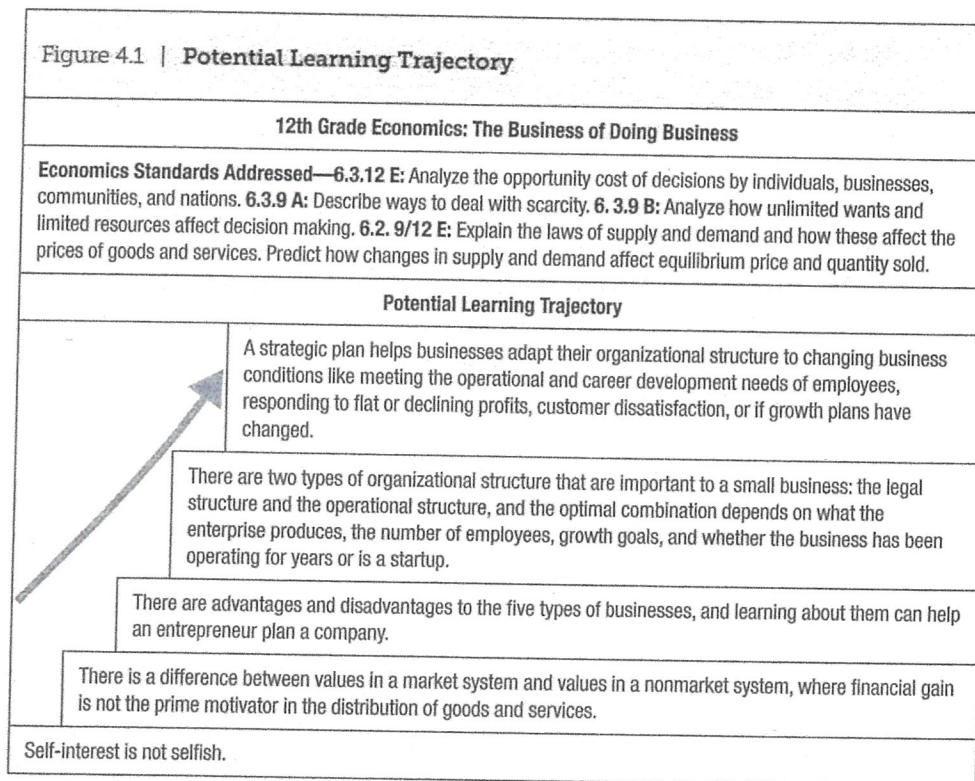 Figure 4.1 | Potential Learning Trajectory
12th Grade Economics: The Business of Doing Business
Economics Standards Addressed—6.3.12 E: Analyze the opportunity cost of decisions by individuals, businesses,
communities, and nations. 6.3.9 A: Describe ways to deal with scarcity. 6. 3.9 B: Analyze how unlimited wants and
limited resources affect decision making. 6.2. 9/12 E: Explain the laws of supply and demand and how these affect the
prices of goods and services. Predict how changes in supply and demand affect equilibrium price and quantity sold.
Potential Learning Trajectory
A strategic plan helps businesses adapt their organizational structure to changing business
conditions like meeting the operational and career development needs of employees,
responding to flat or declining profits, customer dissatisfaction, or if growth plans have
changed.
There are two types of organizational structure that are important to a small business: the legal
structure and the operational structure, and the optimal combination depends on what the
enterprise produces, the number of employees, growth goals, and whether the business has been
operating for years or is a startup.
There are advantages and disadvantages to the five types of businesses, and learning about them can help
an entrepreneur plan a company.
There is a difference between values in a market system and values in a nonmarket system, where financial gain
is not the prime motivator in the distribution of goods and services.
Self-interest is not selfish.